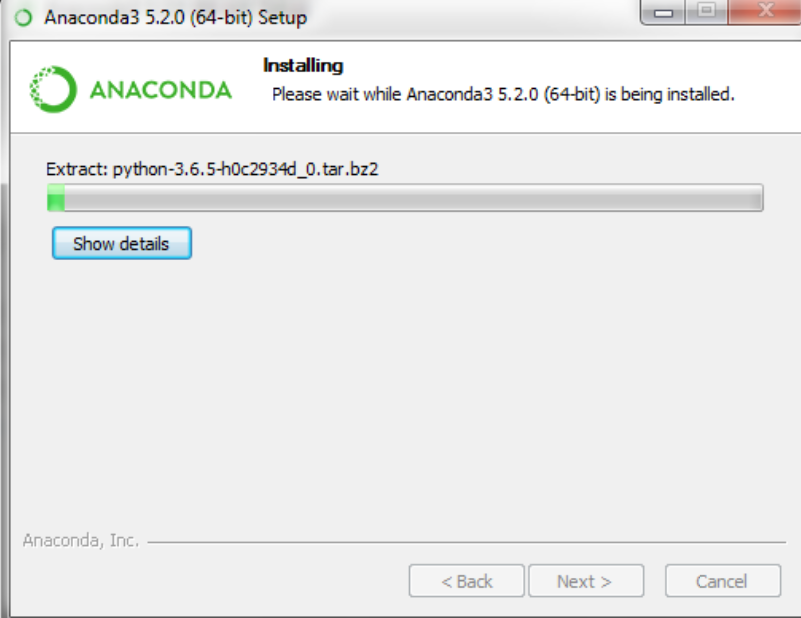 Anaconda3 5.2.0 (64-bit) Setup
ANACONDA
Installing
Please wait while Anaconda3 5.2.0 (64-bit) is being installed.
Extract: python-3.6.5-h0c2934d_0.tar.bz2
Show details
Anaconda, Inc.
< Back
Next >
Cancel